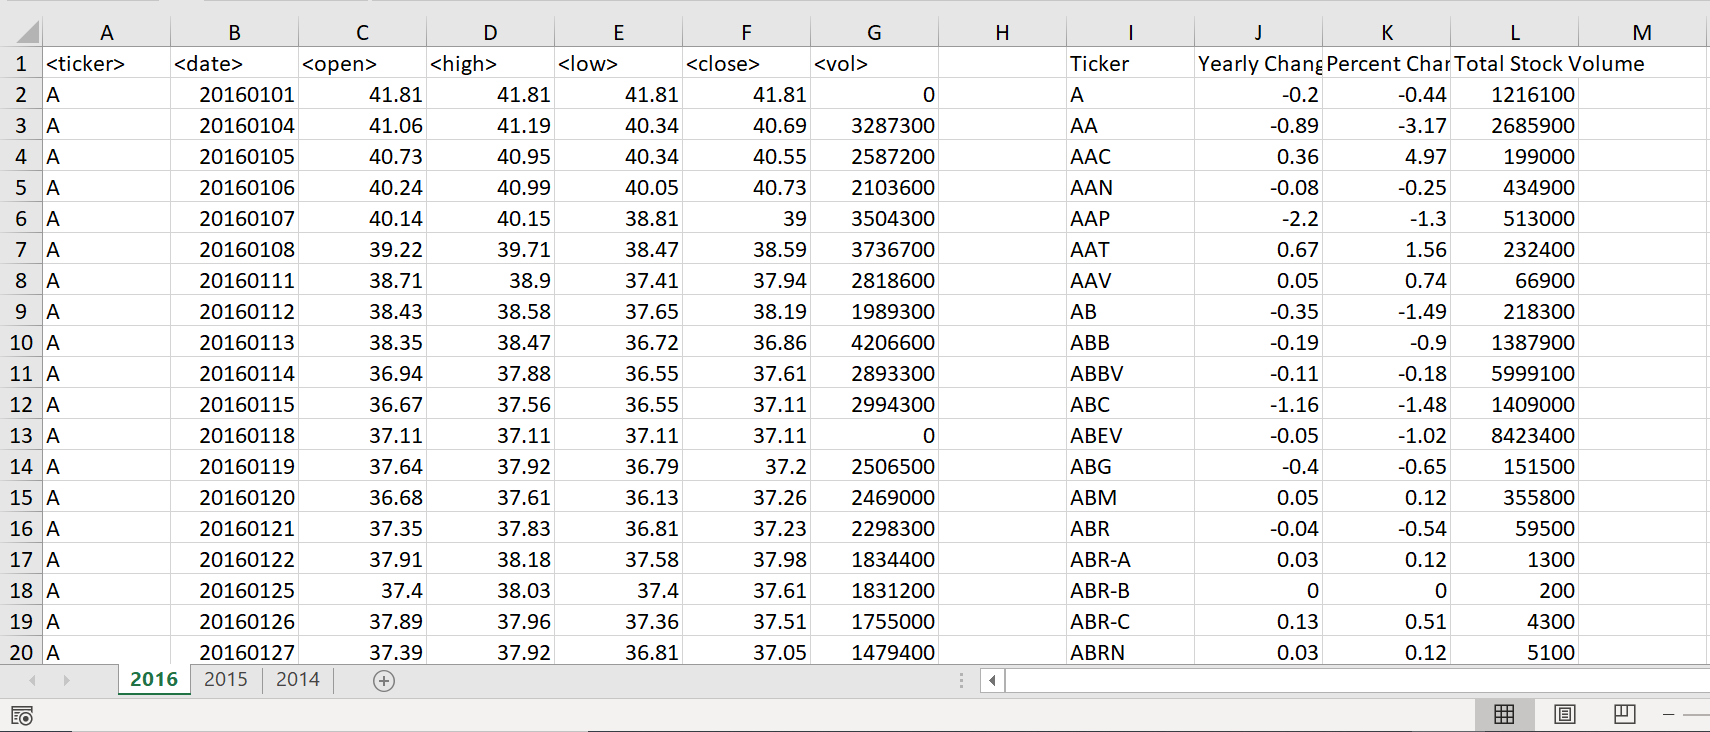 A B C D E F G H I J K L M
1 <ticker> <date> <open> <high> <low> <close> <vol> Ticker Yearly Chang Percent Char Total Stock Volume
2 A 20160101 41.81 41.81 41.81 41.81 0 A -0.2 -0.44 1216100
3 A 20160104 41.06 41.19 40.34 40.69 3287300 AA -0.89 -3.17 2685900
4 A 20160105 40.73 40.95 40.34 40.55 2587200 AAC 0.36 4.97 199000
5 A 20160106 40.24 40.99 40.05 40.73 2103600 AAN -0.08 -0.25 434900
6 A 20160107 40.14 40.15 38.81 39 3504300 AAP -2.2 -1.3 513000
7 A 20160108 39.22 39.71 38.47 38.59 3736700 AAT 0.67 1.56 232400
8 A 20160111 38.71 38.9 37.41 37.94 2818600 AAV 0.05 0.74 66900
9 A 20160112 38.43 38.58 37.65 38.19 1989300 AB -0.35 -1.49 218300
10 A 20160113 38.35 38.47 36.72 36.86 4206600 ABB -0.19 -0.9 1387900
11 A 20160114 36.94 37.88 36.55 37.61 2893300 ABBV -0.11 -0.18 5999100
12 A 20160115 36.67 37.56 36.55 37.11 2994300 ABC -1.16 -1.48 1409000
13 A 20160118 37.11 37.11 37.11 37.11 0 ABEV -0.05 -1.02 8423400
14 A 20160119 37.64 37.92 36.79 37.2 2506500 ABG -0.4 -0.65 151500
15 A 20160120 36.68 37.61 36.13 37.26 2469000 ABM 0.05 0.12 355800
16 A 20160121 37.35 37.83 36.81 37.23 2298300 ABR -0.04 -0.54 59500
17 A 20160122 37.91 38.18 37.58 37.98 1834400 ABR-A 0.03 0.12 1300
18 A 20160125 37.4 38.03 37.4 37.61 1831200 ABR-B 0 0 200
19 A 20160126 37.89 37.96 37.36 37.51 1755000 ABR-C 0.13 0.51 4300
20 A 20160127 37.39 37.92 36.81 37.05 1479400 ABRN 0.03 0.12 5100
2016 2015 2014